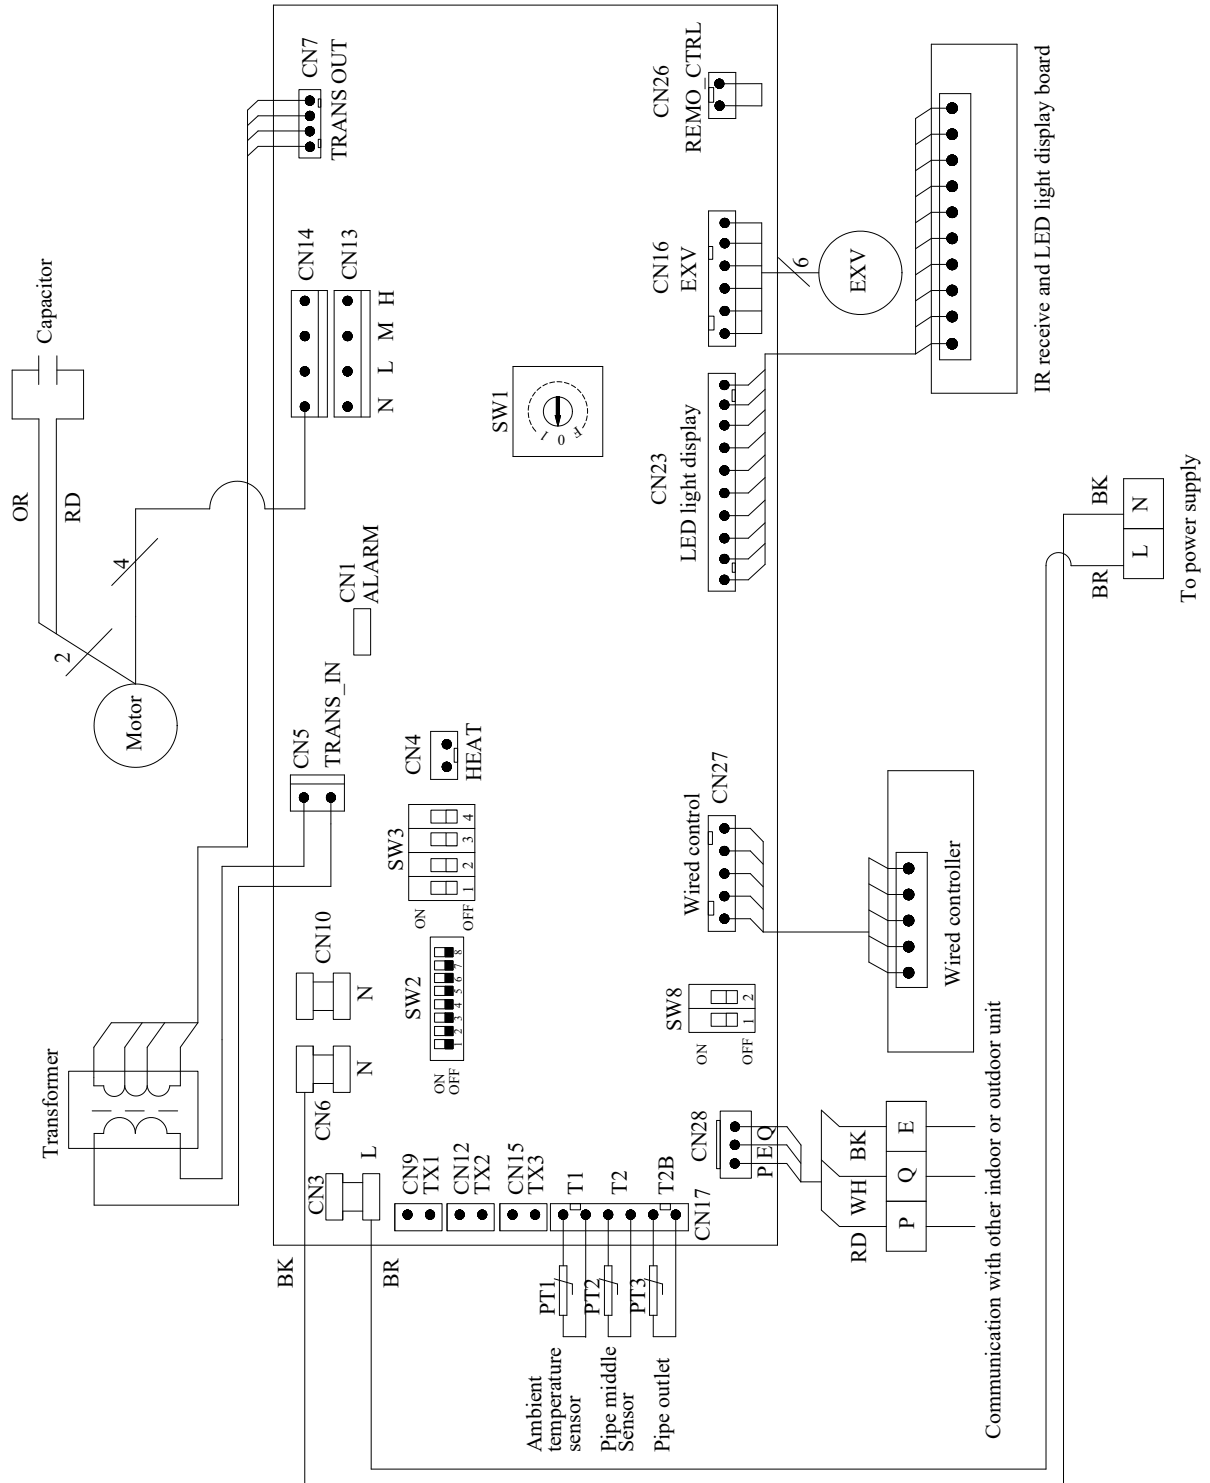 Capacitor
OR
RD
4
2
Motor
Transformer
CN7
TRANS OUT
CN14
CN13
N L M H
CN1
ALARM
CN5
TRANS_IN
CN10
N
CN6
N
CN3
L
BK
BR
CN4
HEAT
SW3
ON
OFF
1 2 3 4
SW2
ON
OFF
1 2 3 4 5 6 7 8
SW1
1 0 F
CN26
REMO_CTRL
CN16
EXV
6
EXV
CN23
LED light display
IR receive and LED light display board
CN27
Wired control
Wired controller
SW8
ON
OFF
1 2
CN28
P E Q
RD WH BK
P Q E
Communication with other indoor or outdoor unit
CN9
TX1
CN12
TX2
CN15
TX3
T1
T2
T2B
CN17
PT1
PT2
PT3
Ambient
temperature
sensor
Pipe middle
Sensor
Pipe outlet
BR BK
L N
To power supply